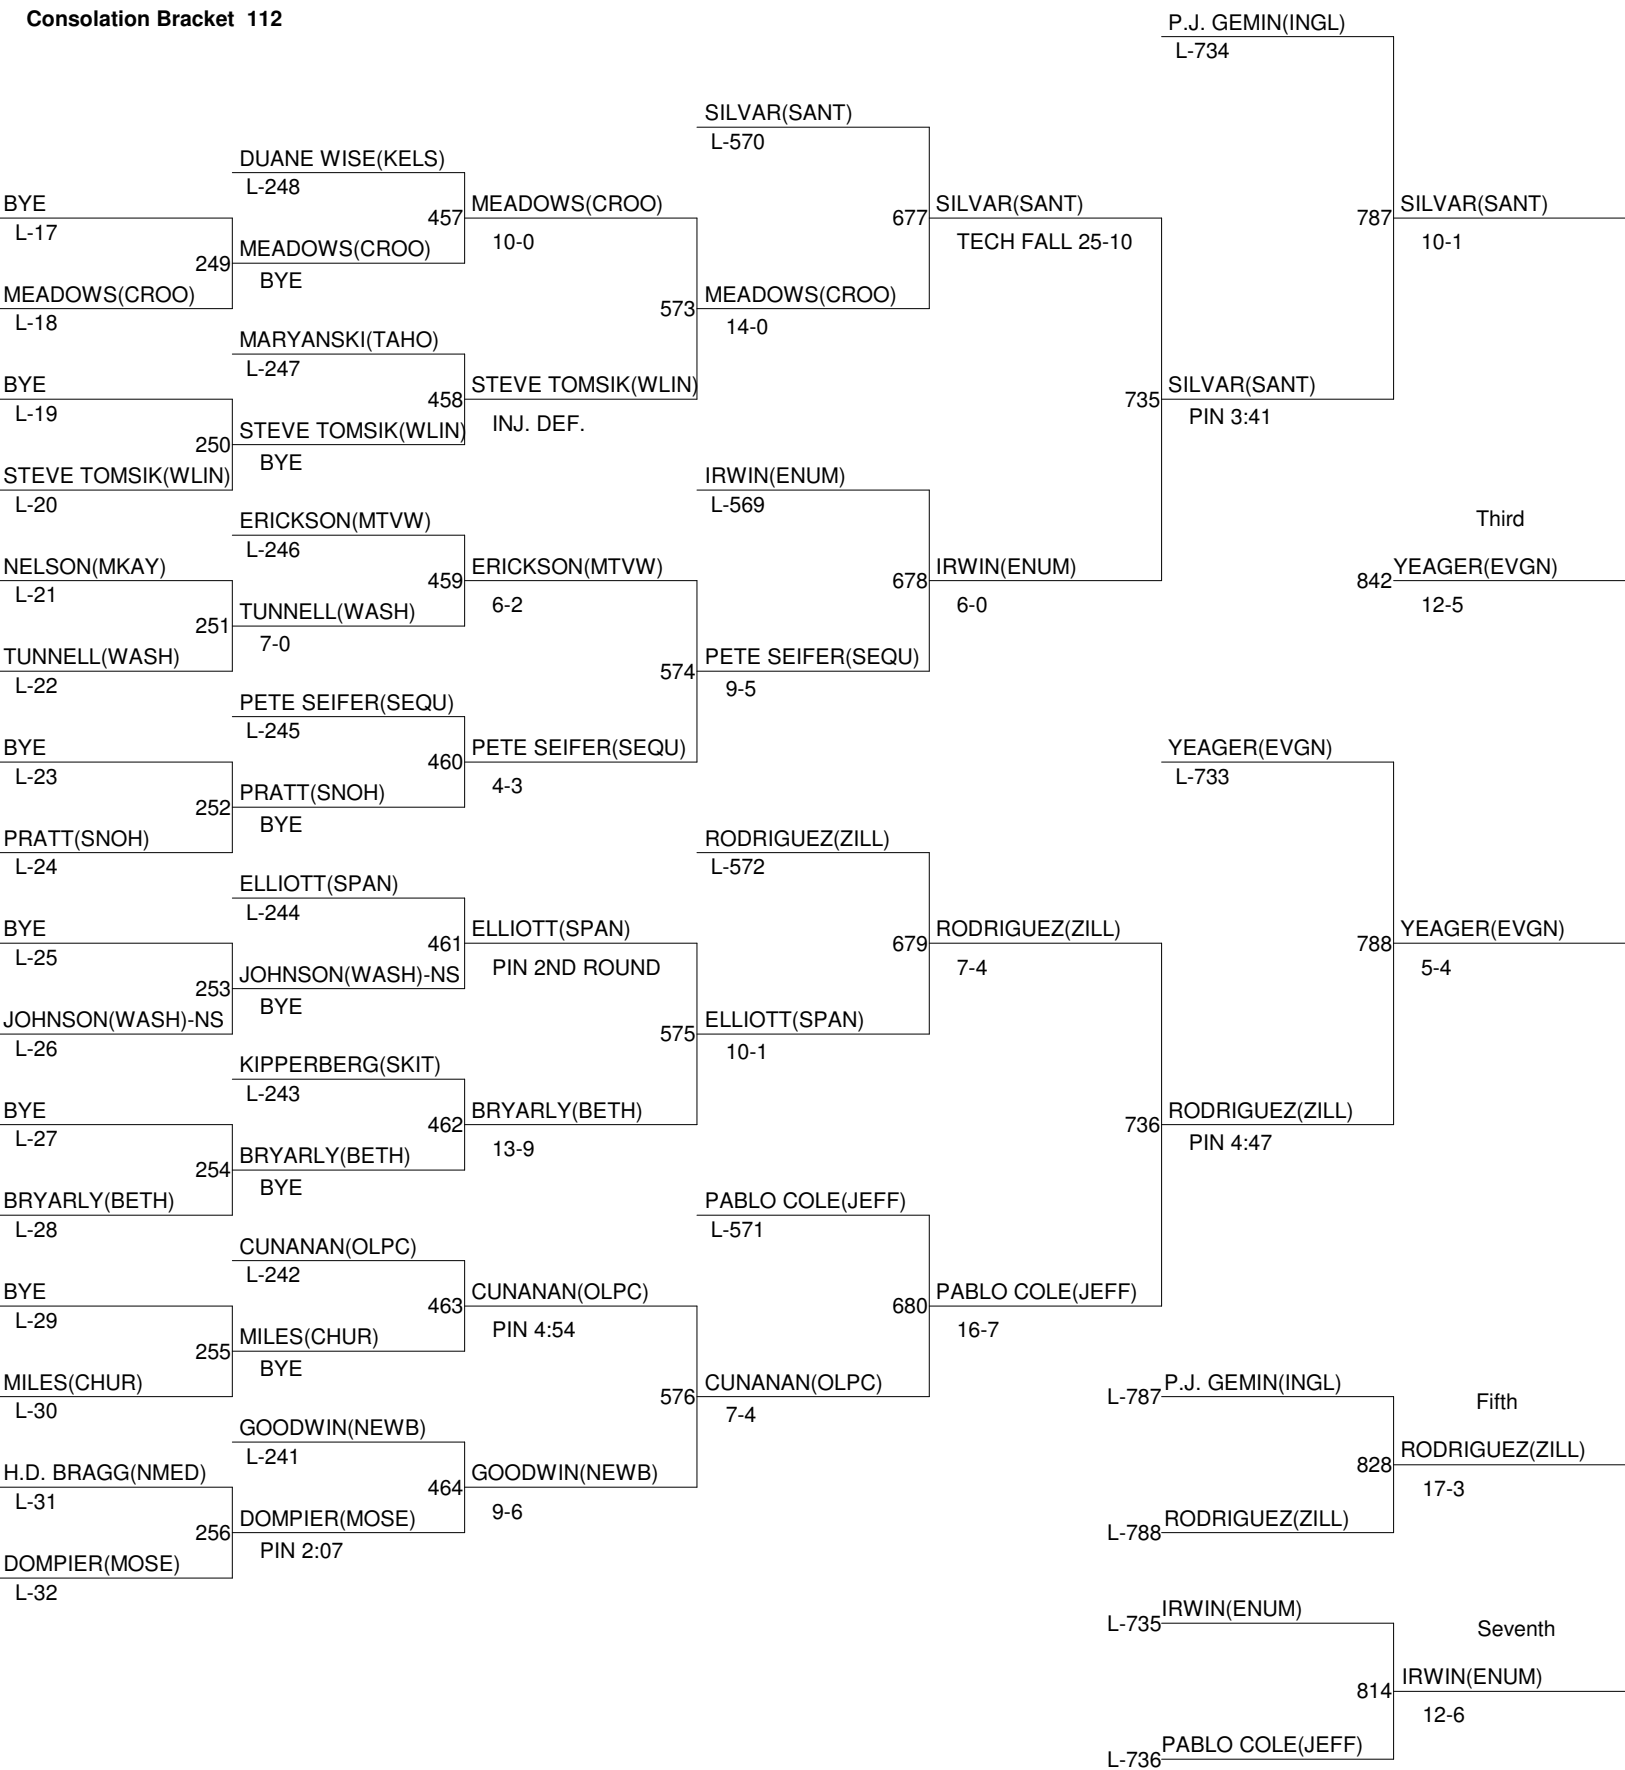 Consolation Bracket 112
BYE
L-17
MEADOWS(CROO)
L-18
BYE
L-19
STEVE TOMSIK(WLIN)
L-20
NELSON(MKAY)
L-21
TUNNELL(WASH)
L-22
BYE
L-23
PRATT(SNOH)
L-24
BYE
L-25
JOHNSON(WASH)-NS
L-26
BYE
L-27
BRYARLY(BETH)
L-28
BYE
L-29
MILES(CHUR)
L-30
H.D. BRAGG(NMED)
L-31
DOMPIER(MOSE)
L-32
DUANE WISE(KELS)
L-248
249
MEADOWS(CROO)
BYE
MARYANSKI(TAHO)
L-247
250
STEVE TOMSIK(WLIN)
BYE
ERICKSON(MTVW)
L-246
251
TUNNELL(WASH)
7-0
PETE SEIFER(SEQU)
L-245
252
PRATT(SNOH)
BYE
ELLIOTT(SPAN)
L-244
253
JOHNSON(WASH)-NS
BYE
KIPPERBERG(SKIT)
L-243
254
BRYARLY(BETH)
BYE
CUNANAN(OLPC)
L-242
255
MILES(CHUR)
BYE
GOODWIN(NEWB)
L-241
256
DOMPIER(MOSE)
PIN 2:07
457
MEADOWS(CROO)
10-0
458
STEVE TOMSIK(WLIN)
INJ. DEF.
459
ERICKSON(MTVW)
6-2
460
PETE SEIFER(SEQU)
4-3
461
ELLIOTT(SPAN)
PIN 2ND ROUND
462
BRYARLY(BETH)
13-9
463
CUNANAN(OLPC)
PIN 4:54
464
GOODWIN(NEWB)
9-6
SILVAR(SANT)
L-570
573
MEADOWS(CROO)
14-0
IRWIN(ENUM)
L-569
574
PETE SEIFER(SEQU)
9-5
RODRIGUEZ(ZILL)
L-572
575
ELLIOTT(SPAN)
10-1
PABLO COLE(JEFF)
L-571
576
CUNANAN(OLPC)
7-4
677
SILVAR(SANT)
TECH FALL 25-10
678
IRWIN(ENUM)
6-0
679
RODRIGUEZ(ZILL)
7-4
680
PABLO COLE(JEFF)
16-7
P.J. GEMIN(INGL)
L-734
735
SILVAR(SANT)
PIN 3:41
YEAGER(EVGN)
L-733
736
RODRIGUEZ(ZILL)
PIN 4:47
787
SILVAR(SANT)
10-1
Third
842
YEAGER(EVGN)
12-5
788
YEAGER(EVGN)
5-4
L-787
P.J. GEMIN(INGL)
Fifth
828
RODRIGUEZ(ZILL)
17-3
L-788
RODRIGUEZ(ZILL)
L-735
IRWIN(ENUM)
Seventh
814
IRWIN(ENUM)
12-6
L-736
PABLO COLE(JEFF)